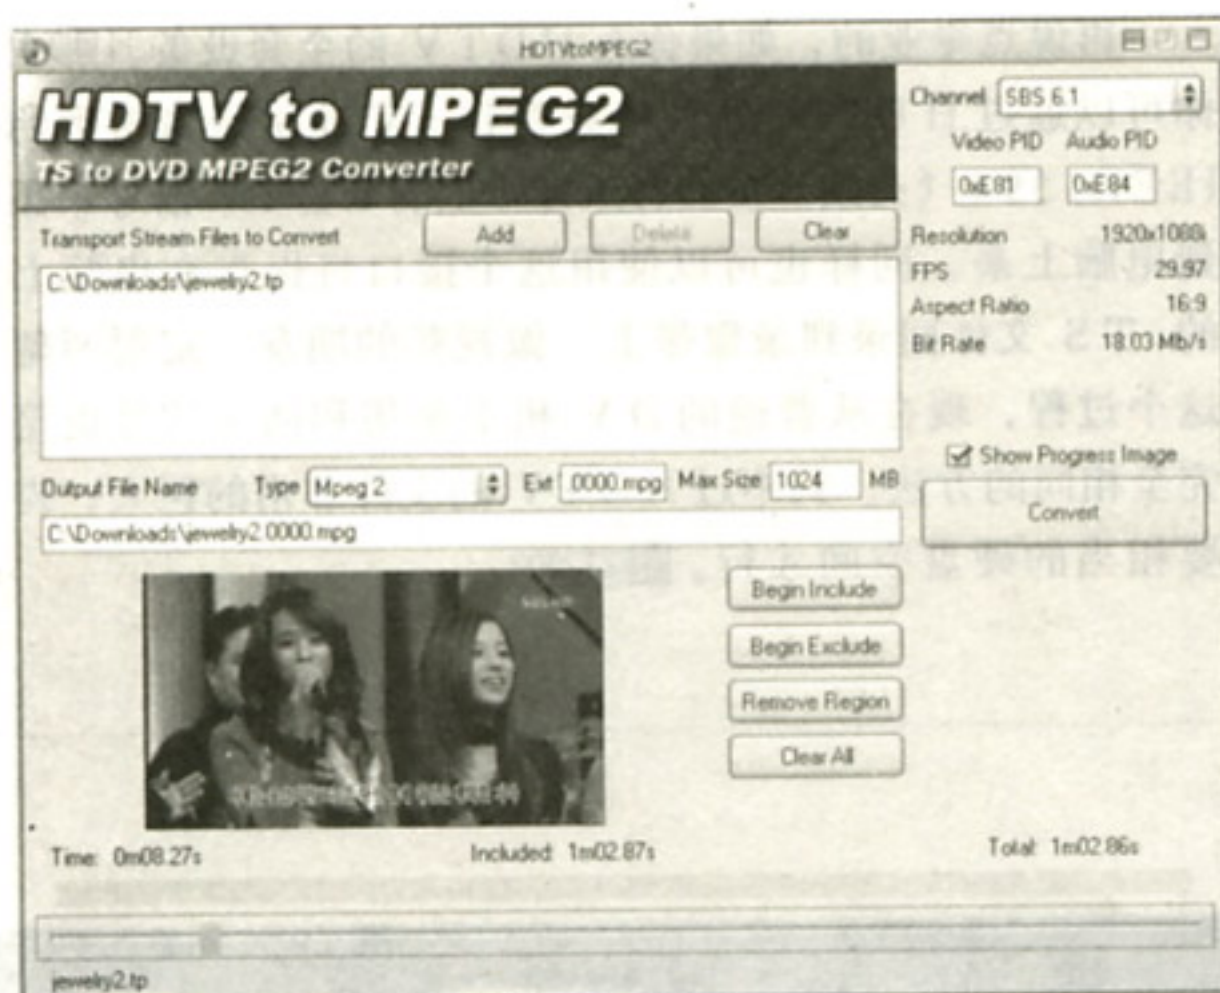 HDTVtoMPEG2
HDTV to MPEG2
TS to DVD MPEG2 Converter
Channel SBS 6.1
Video PID Audio PID
0xE81 0xE84
Transport Stream Files to Convert Add Delete Clear
Resolution 1920x1088i
FPS 29.97
Aspect Ratio 16:9
Bit Rate 18.03 Mb/s
C:\Downloads\jewelry2.tp
Show Progress Image
Output File Name Type Mpeg 2 Ext .0000.mpg Max Size 1024 MB
Convert
C:\Downloads\jewelry2.0000.mpg
Begin Include
Begin Exclude
Remove Region
Clear All
Time: 0m08.27s Included: 1m02.87s Total: 1m02.86s
jewelry2.tp